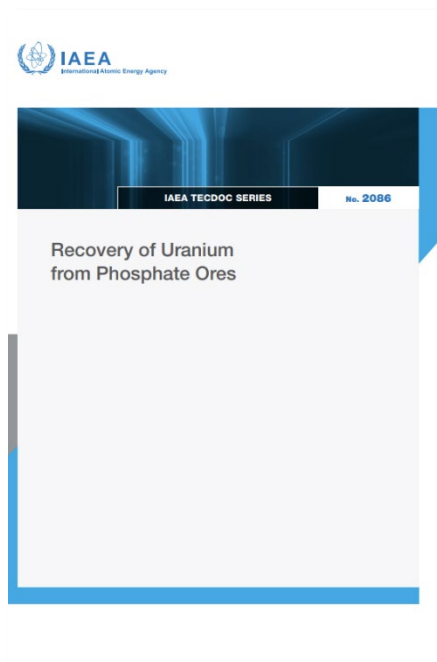 IAEA
International Atomic Energy Agency
IAEA TECDOC SERIES
No. 2086
Recovery of Uranium
from Phosphate Ores